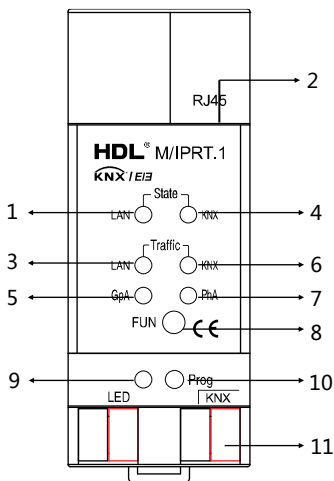 RJ45
2
HDL® M/IPRT.1
KNX / EIB
State
1 LAN KNX 4
Traffic
3 LAN KNX 6
5 GpA PhA 7
FUN CE 8
9 Prog 10
LED KNX
11